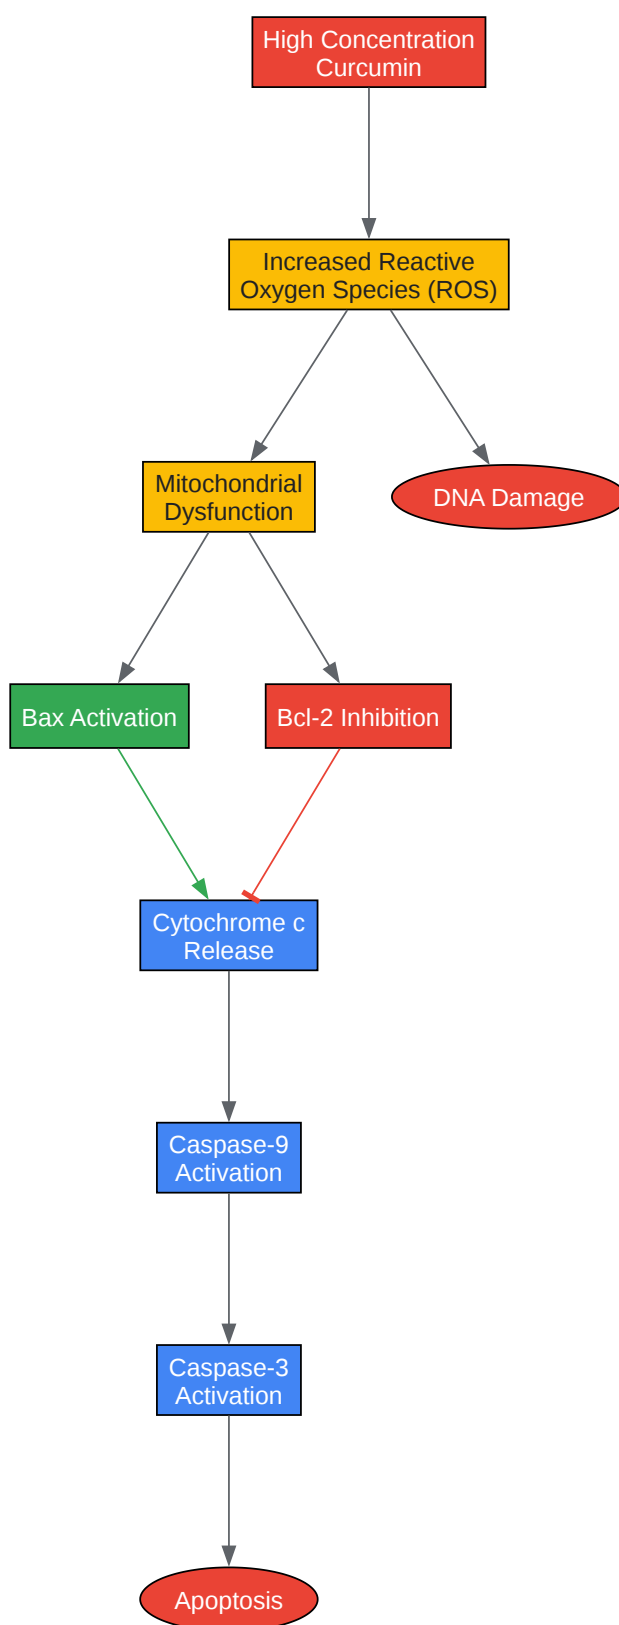 High Concentration
Curcumin
Increased Reactive
Oxygen Species (ROS)
Mitochondrial
Dysfunction
DNA Damage
Bax Activation
Bcl-2 Inhibition
Cytochrome c
Release
Caspase-9
Activation
Caspase-3
Activation
Apoptosis